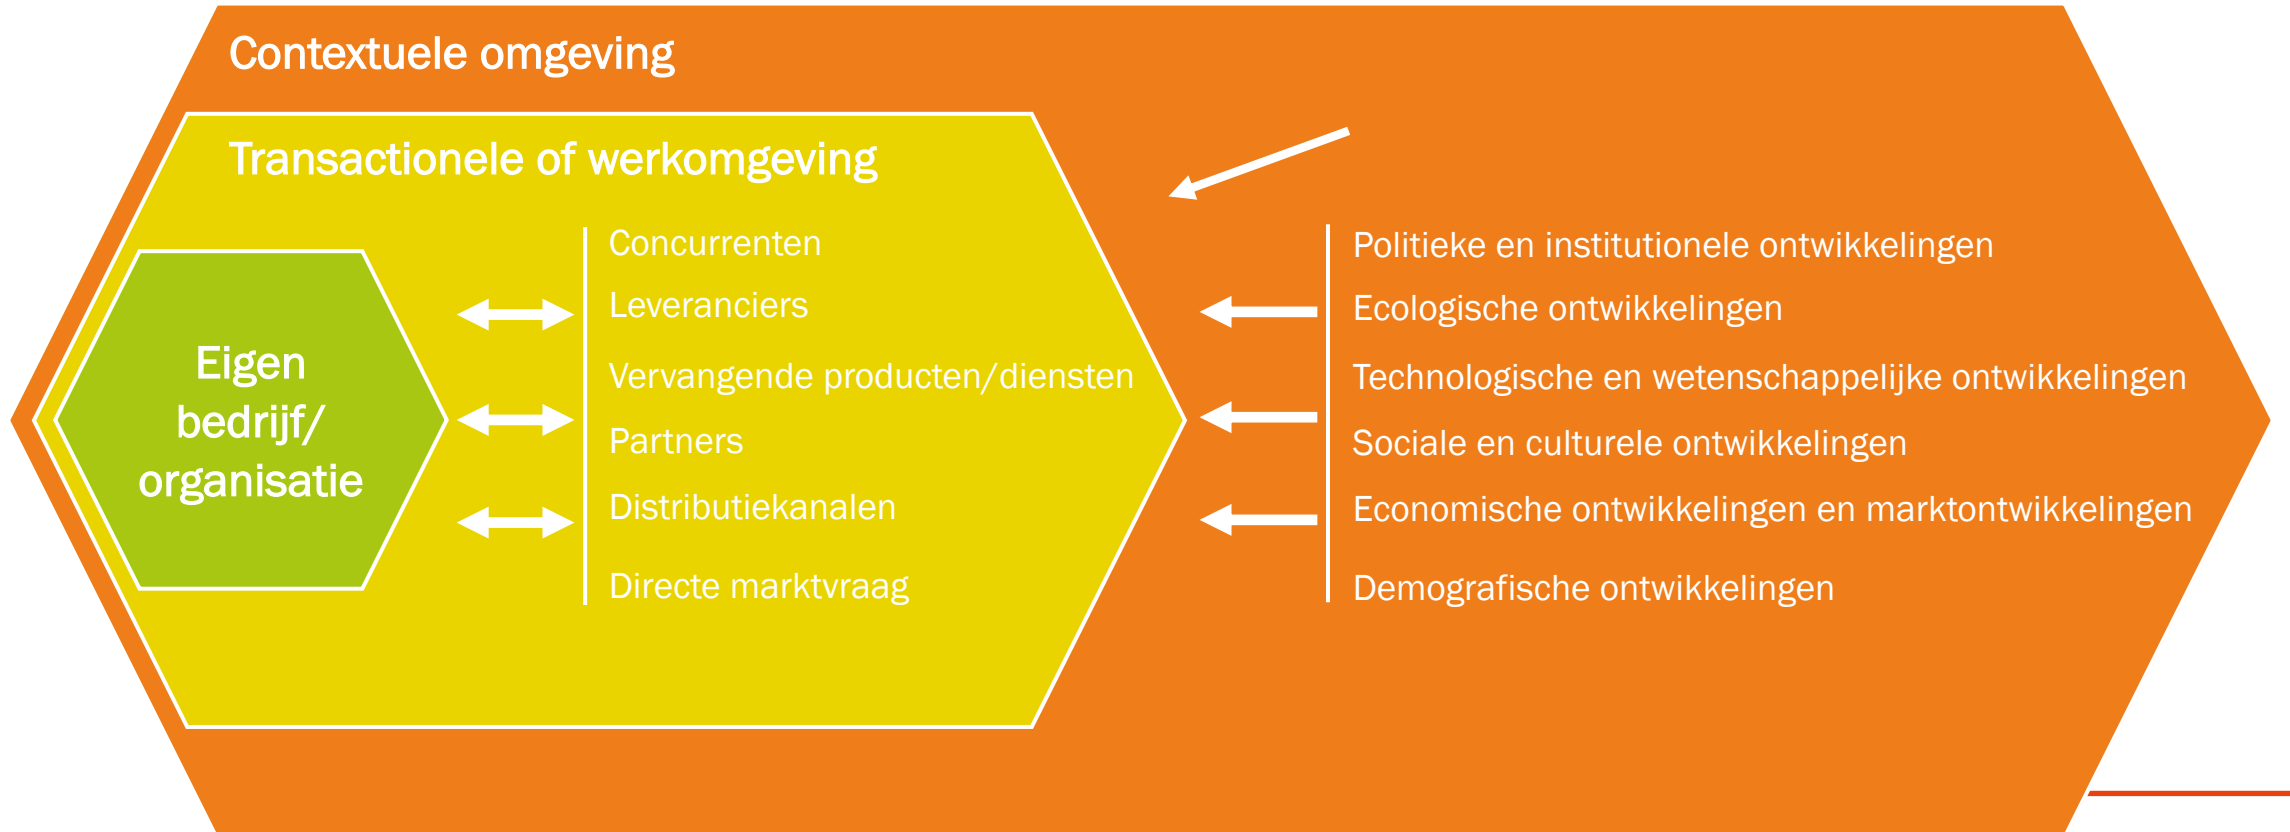 Contextuele omgeving
Transactionele of werkomgeving
Eigen
bedrijf/
organisatie
Concurrenten
Leveranciers
Vervangende producten/diensten
Partners
Distributiekanalen
Directe marktvraag
Politieke en institutionele ontwikkelingen
Ecologische ontwikkelingen
Technologische en wetenschappelijke ontwikkelingen
Sociale en culturele ontwikkelingen
Economische ontwikkelingen en marktontwikkelingen
Demografische ontwikkelingen